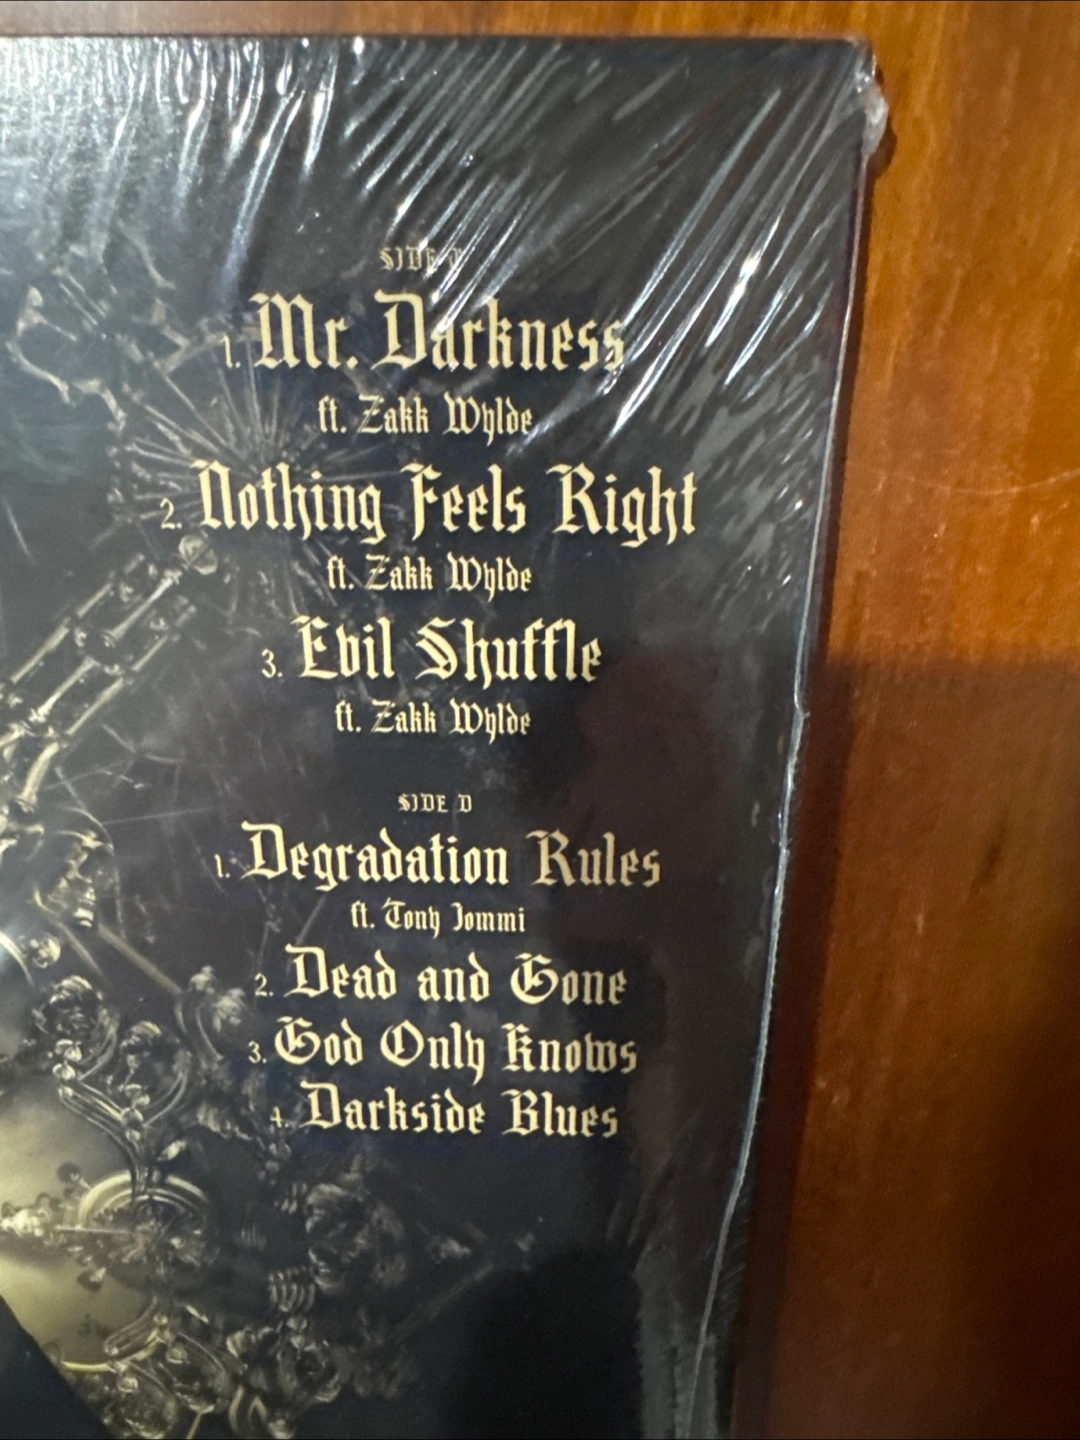 SIDE C
1. Mr. Darkness
ft. Zakk Wylde
2. Nothing Feels Right
ft. Zakk Wylde
3. Evil Shuffle
ft. Zakk Wylde
SIDE D
1. Degradation Rules
ft. Tony Iommi
2. Dead and Gone
3. God Only Knows
4. Darkside Blues